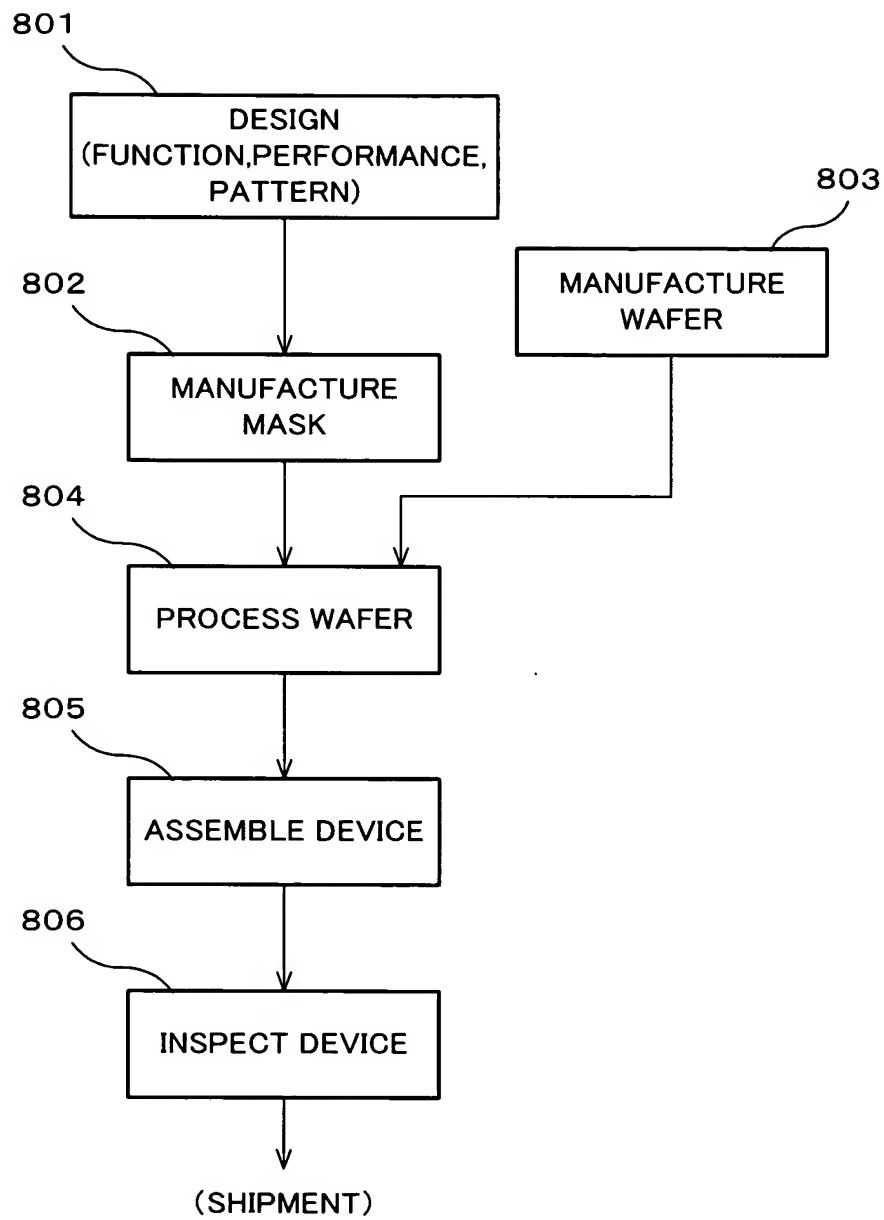 801
DESIGN
(FUNCTION,PERFORMANCE,
PATTERN)
803
MANUFACTURE
WAFER
802
MANUFACTURE
MASK
804
PROCESS WAFER
805
ASSEMBLE DEVICE
806
INSPECT DEVICE
(SHIPMENT)